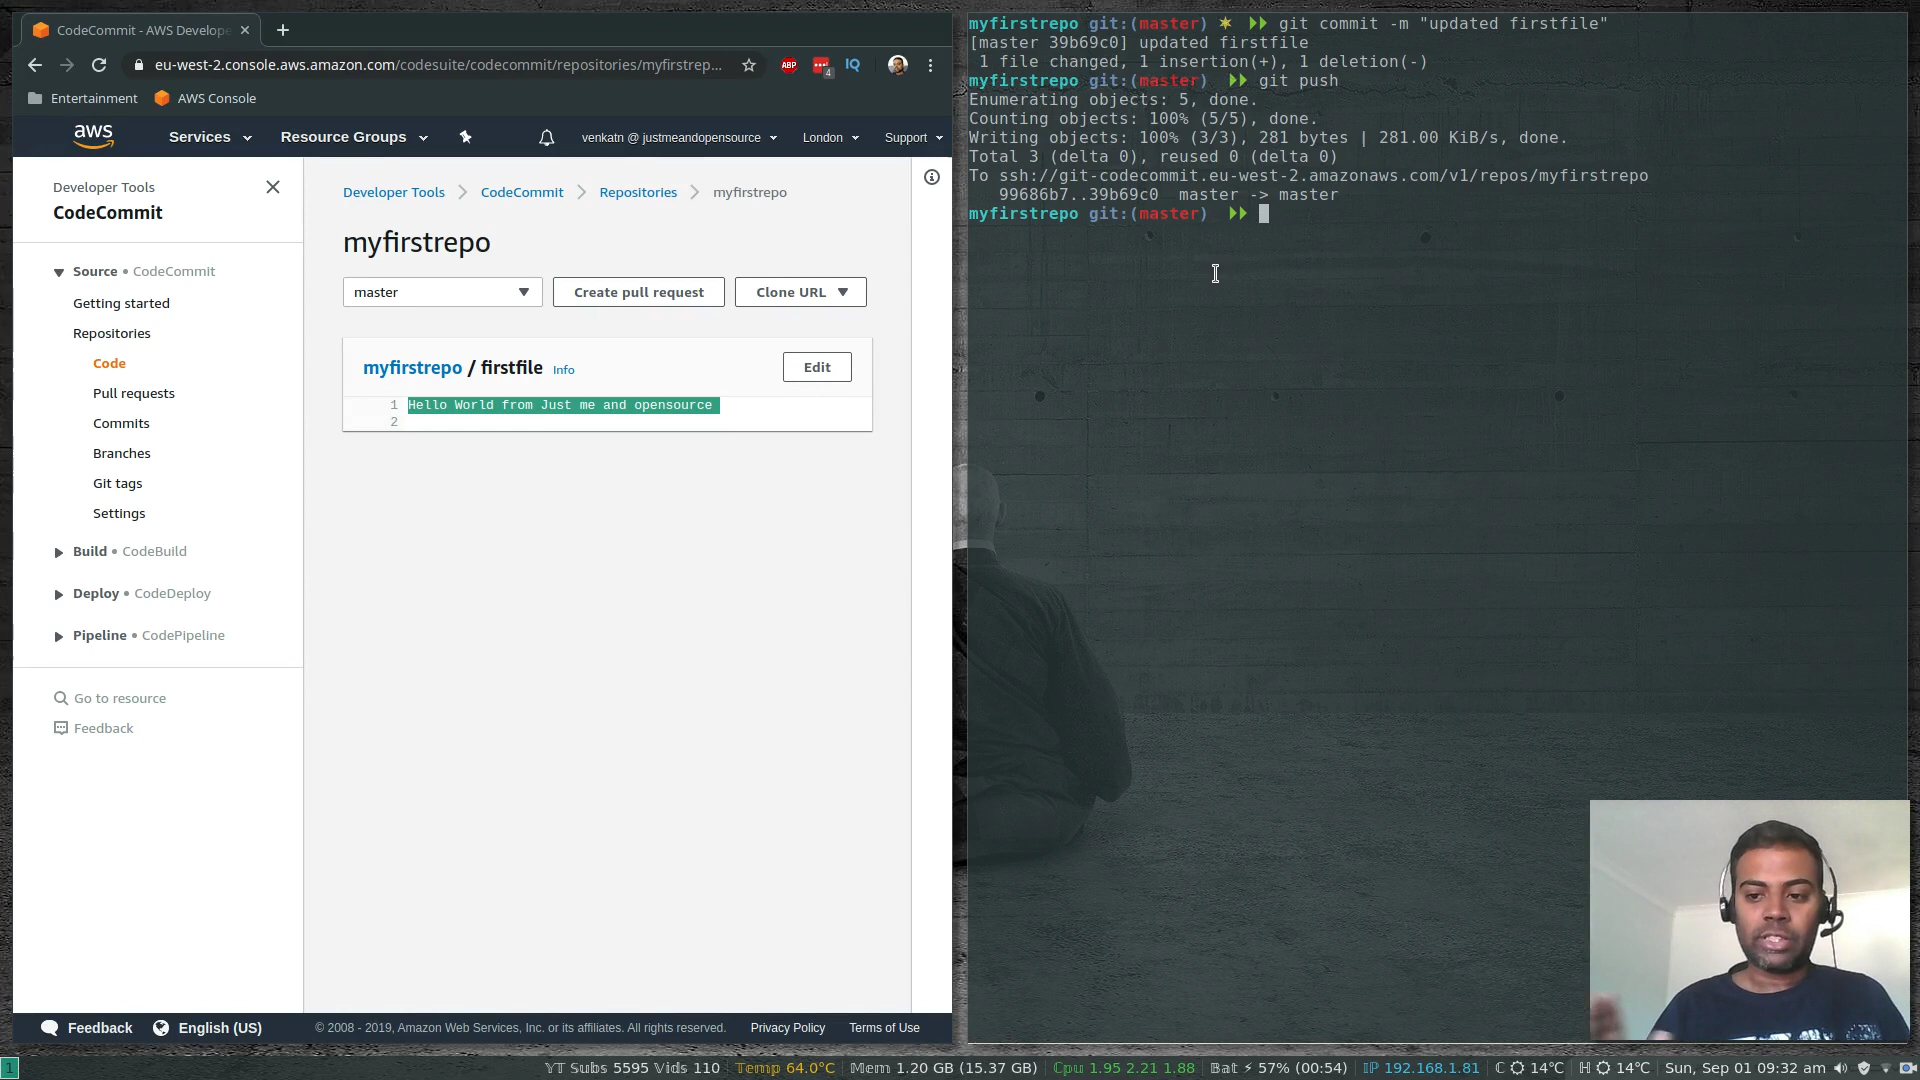 CodeCommit - AWS Develope
eu-west-2.console.aws.amazon.com/codesuite/codecommit/repositories/myfirstrep...
ABP
4
IQ
Entertainment
AWS Console
aws
Services
Resource Groups
venkatn @ justmeandopensource
London
Support
Developer Tools
CodeCommit
Source • CodeCommit
Getting started
Repositories
Code
Pull requests
Commits
Branches
Git tags
Settings
Build • CodeBuild
Deploy • CodeDeploy
Pipeline • CodePipeline
Go to resource
Feedback
Developer Tools
CodeCommit
Repositories
myfirstrepo
myfirstrepo
master
Create pull request
Clone URL
myfirstrepo / firstfile Info
Edit
1 Hello World from Just me and opensource
2
Feedback
English (US)
© 2008 - 2019, Amazon Web Services, Inc. or its affiliates. All rights reserved.
Privacy Policy
Terms of Use
myfirstrepo git:(master) ✶ git commit -m "updated firstfile"
[master 39b69c0] updated firstfile
1 file changed, 1 insertion(+), 1 deletion(-)
myfirstrepo git:(master) git push
Enumerating objects: 5, done.
Counting objects: 100% (5/5), done.
Writing objects: 100% (3/3), 281 bytes | 281.00 KiB/s, done.
Total 3 (delta 0), reused 0 (delta 0)
To ssh://git-codecommit.eu-west-2.amazonaws.com/v1/repos/myfirstrepo
99686b7..39b69c0 master -> master
myfirstrepo git:(master)
1
YT Subs 5595 Vids 110
Temp 64.0°C
Mem 1.20 GB (15.37 GB)
Cpu 1.95 2.21 1.88
Bat ⚡ 57% (00:54)
IP 192.168.1.81
C 14°C
H 14°C
Sun, Sep 01 09:32 am